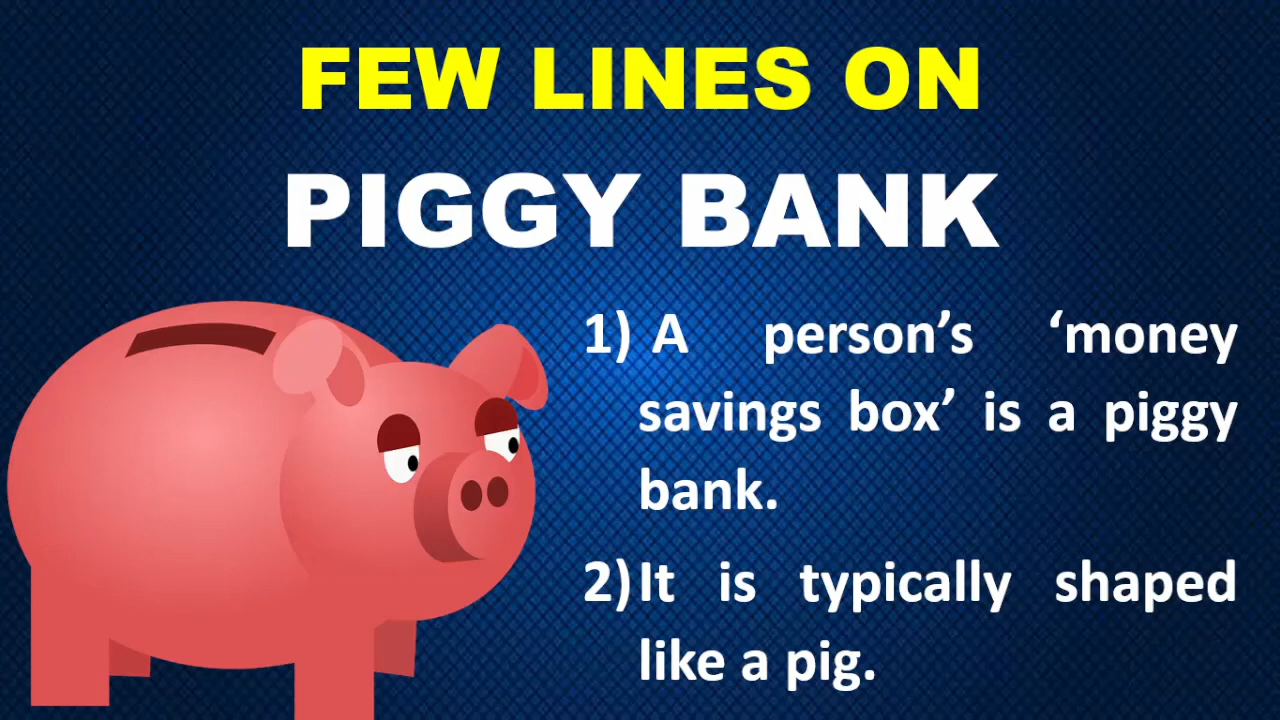 FEW LINES ON
PIGGY BANK
1) A person’s ‘money
savings box’ is a piggy
bank.
2) It is typically shaped
like a pig.